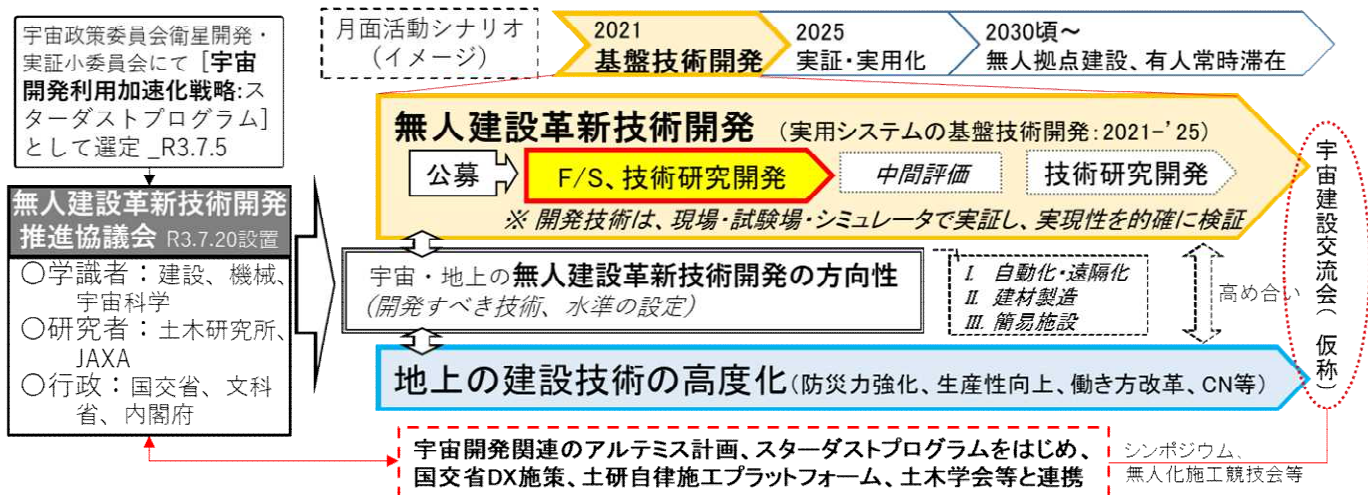 宇宙政策委員会衛星開発・
実証小委員会にて［宇宙
開発利用加速化戦略:ス
ターダストプログラム］
として選定_R3.7.5
無人建設革新技術開発
推進協議会 R3.7.20設置
○学識者：建設、機械、
宇宙科学
○研究者：土木研究所、
JAXA
○行政：国交省、文科
省、内閣府
月面活動シナリオ
（イメージ）
2021
基盤技術開発
2025
実証・実用化
2030頃～
無人拠点建設、有人常時滞在
無人建設革新技術開発 （実用システムの基盤技術開発:2021-'25）
公募
F/S、技術研究開発
中間評価
技術研究開発
※ 開発技術は、現場・試験場・シミュレータで実証し、実現性を的確に検証
宇宙・地上の無人建設革新技術開発の方向性
（開発すべき技術、水準の設定）
Ⅰ. 自動化・遠隔化
Ⅱ. 建材製造
Ⅲ. 簡易施設
高め合い
地上の建設技術の高度化（防災力強化、生産性向上、働き方改革、CN等）
宇宙建設交流会（仮称）
宇宙開発関連のアルテミス計画、スターダストプログラムをはじめ、
国交省DX施策、土研自律施工プラットフォーム、土木学会等と連携
シンポジウム、
無人化施工競技会等